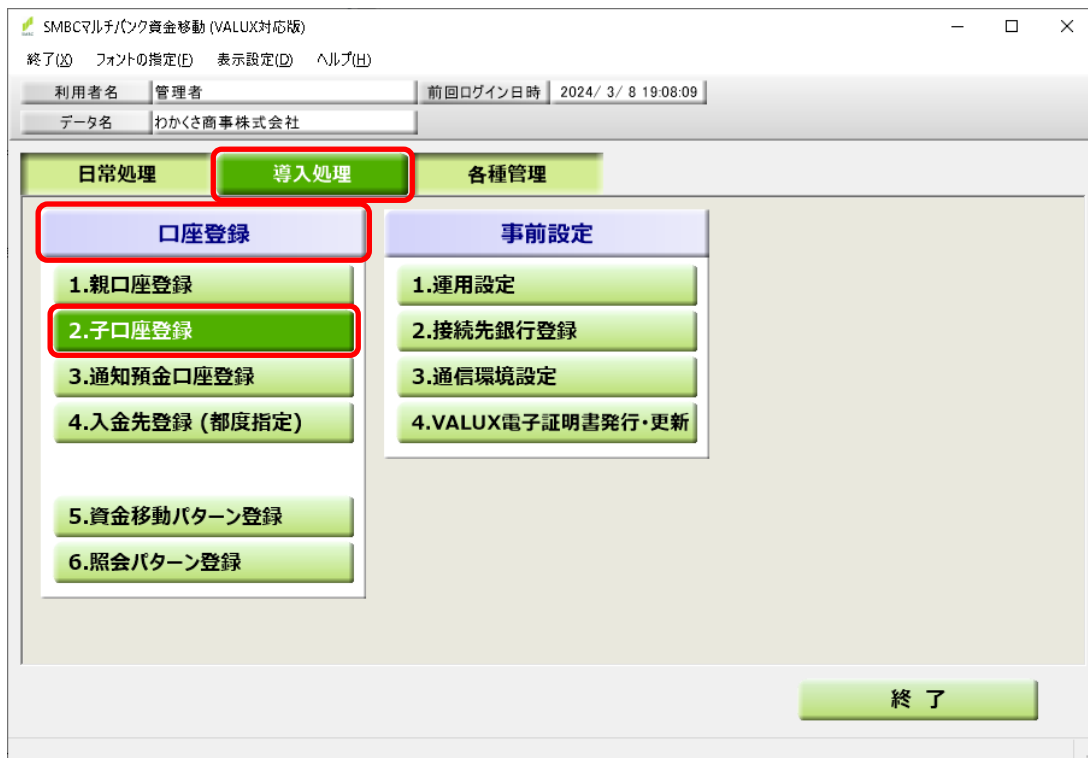 SMBCマルチバンク資金移動 (VALUX対応版)
終了(X) フォントの指定(F) 表示設定(D) ヘルプ(H)
利用者名 管理者 前回ログイン日時 2024/ 3/ 8 19:08:09
データ名 わかくさ商事株式会社
日常処理 導入処理 各種管理
口座登録 事前設定
1.親口座登録 1.運用設定
2.子口座登録 2.接続先銀行登録
3.通知預金口座登録 3.通信環境設定
4.入金先登録 (都度指定) 4.VALUX電子証明書発行・更新
5.資金移動パターン登録
6.照会パターン登録
終 了